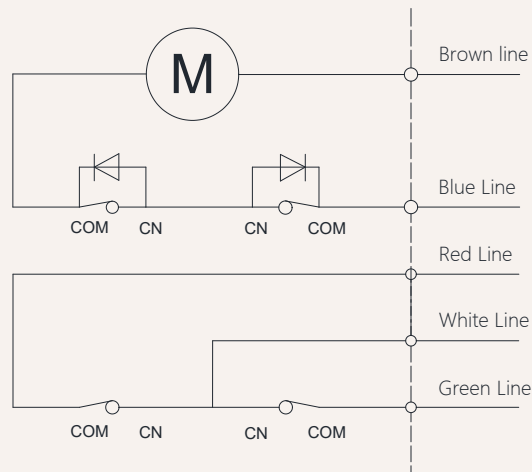 M
Brown line
Blue Line
COM CN CN COM
Red Line
White Line
Green Line
COM CN CN COM